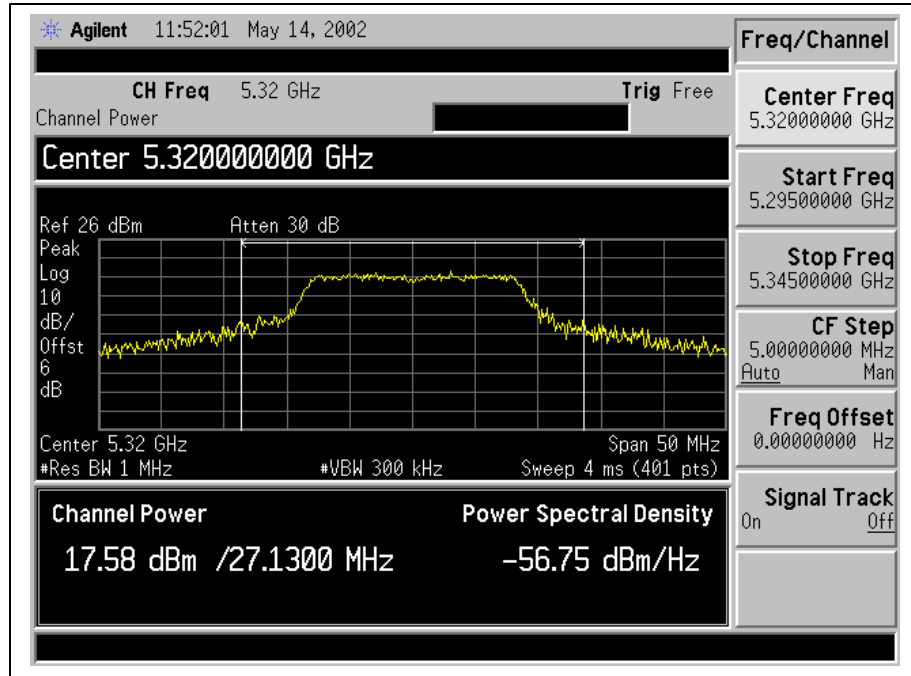 Agilent 11:52:01 May 14, 2002
CH Freq 5.32 GHz Trig Free
Channel Power
Center 5.320000000 GHz
Ref 26 dBm Atten 30 dB
Peak
Log
10
dB/
Offst
6
dB
Center 5.32 GHz Span 50 MHz
#Res BW 1 MHz #VBW 300 kHz Sweep 4 ms (401 pts)
Channel Power Power Spectral Density
17.58 dBm /27.1300 MHz -56.75 dBm/Hz
Freq/Channel
Center Freq
5.32000000 GHz
Start Freq
5.29500000 GHz
Stop Freq
5.34500000 GHz
CF Step
5.00000000 MHz
Auto Man
Freq Offset
0.00000000 Hz
Signal Track
On Off